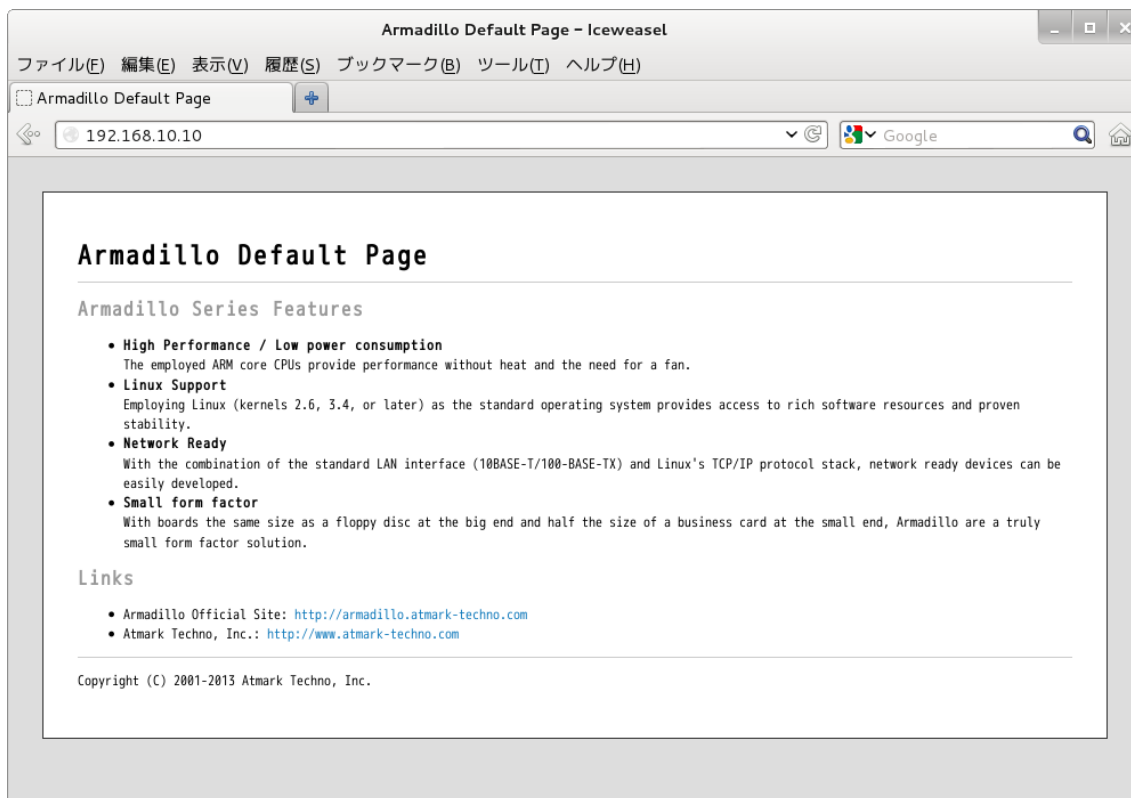 Armadillo Default Page - Iceweasel
ファイル(F) 編集(E) 表示(V) 履歴(S) ブックマーク(B) ツール(T) ヘルプ(H)
Armadillo Default Page
192.168.10.10
Google
Armadillo Default Page
Armadillo Series Features
• High Performance / Low power consumption
The employed ARM core CPUs provide performance without heat and the need for a fan.
• Linux Support
Employing Linux (kernels 2.6, 3.4, or later) as the standard operating system provides access to rich software resources and proven
stability.
• Network Ready
With the combination of the standard LAN interface (10BASE-T/100-BASE-TX) and Linux's TCP/IP protocol stack, network ready devices can be
easily developed.
• Small form factor
With boards the same size as a floppy disc at the big end and half the size of a business card at the small end, Armadillo are a truly
small form factor solution.
Links
• Armadillo Official Site: http://armadillo.atmark-techno.com
• Atmark Techno, Inc.: http://www.atmark-techno.com
Copyright (C) 2001-2013 Atmark Techno, Inc.